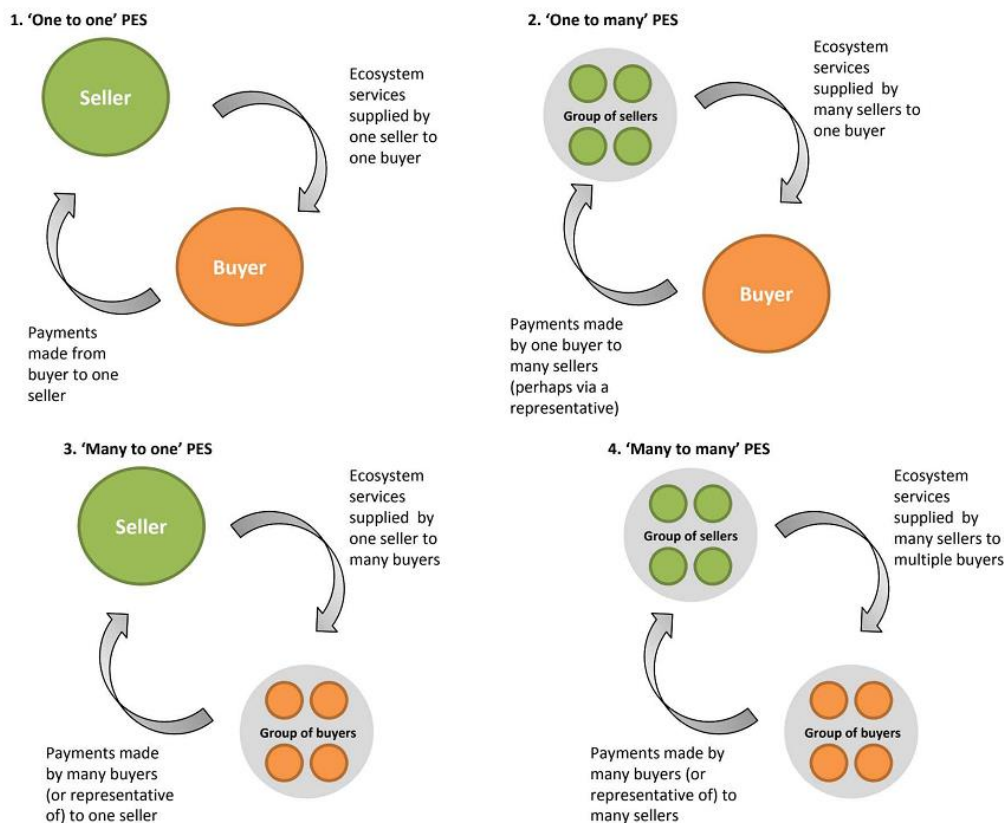 1. ‘One to one’ PES
Seller
Ecosystem
services
supplied by
one seller to
one buyer
Buyer
Payments
made from
buyer to one
seller
2. ‘One to many’ PES
Group of sellers
Ecosystem
services
supplied by
many sellers to
one buyer
Buyer
Payments made
by one buyer to
many sellers
(perhaps via a
representative)
3. ‘Many to one’ PES
Seller
Ecosystem
services
supplied by
one seller to
many buyers
Group of buyers
Payments made
by many buyers
(or representative
of) to one seller
4. ‘Many to many’ PES
Group of sellers
Ecosystem
services
supplied by
many sellers to
multiple buyers
Group of buyers
Payments made by
many buyers (or
representative of) to
many sellers